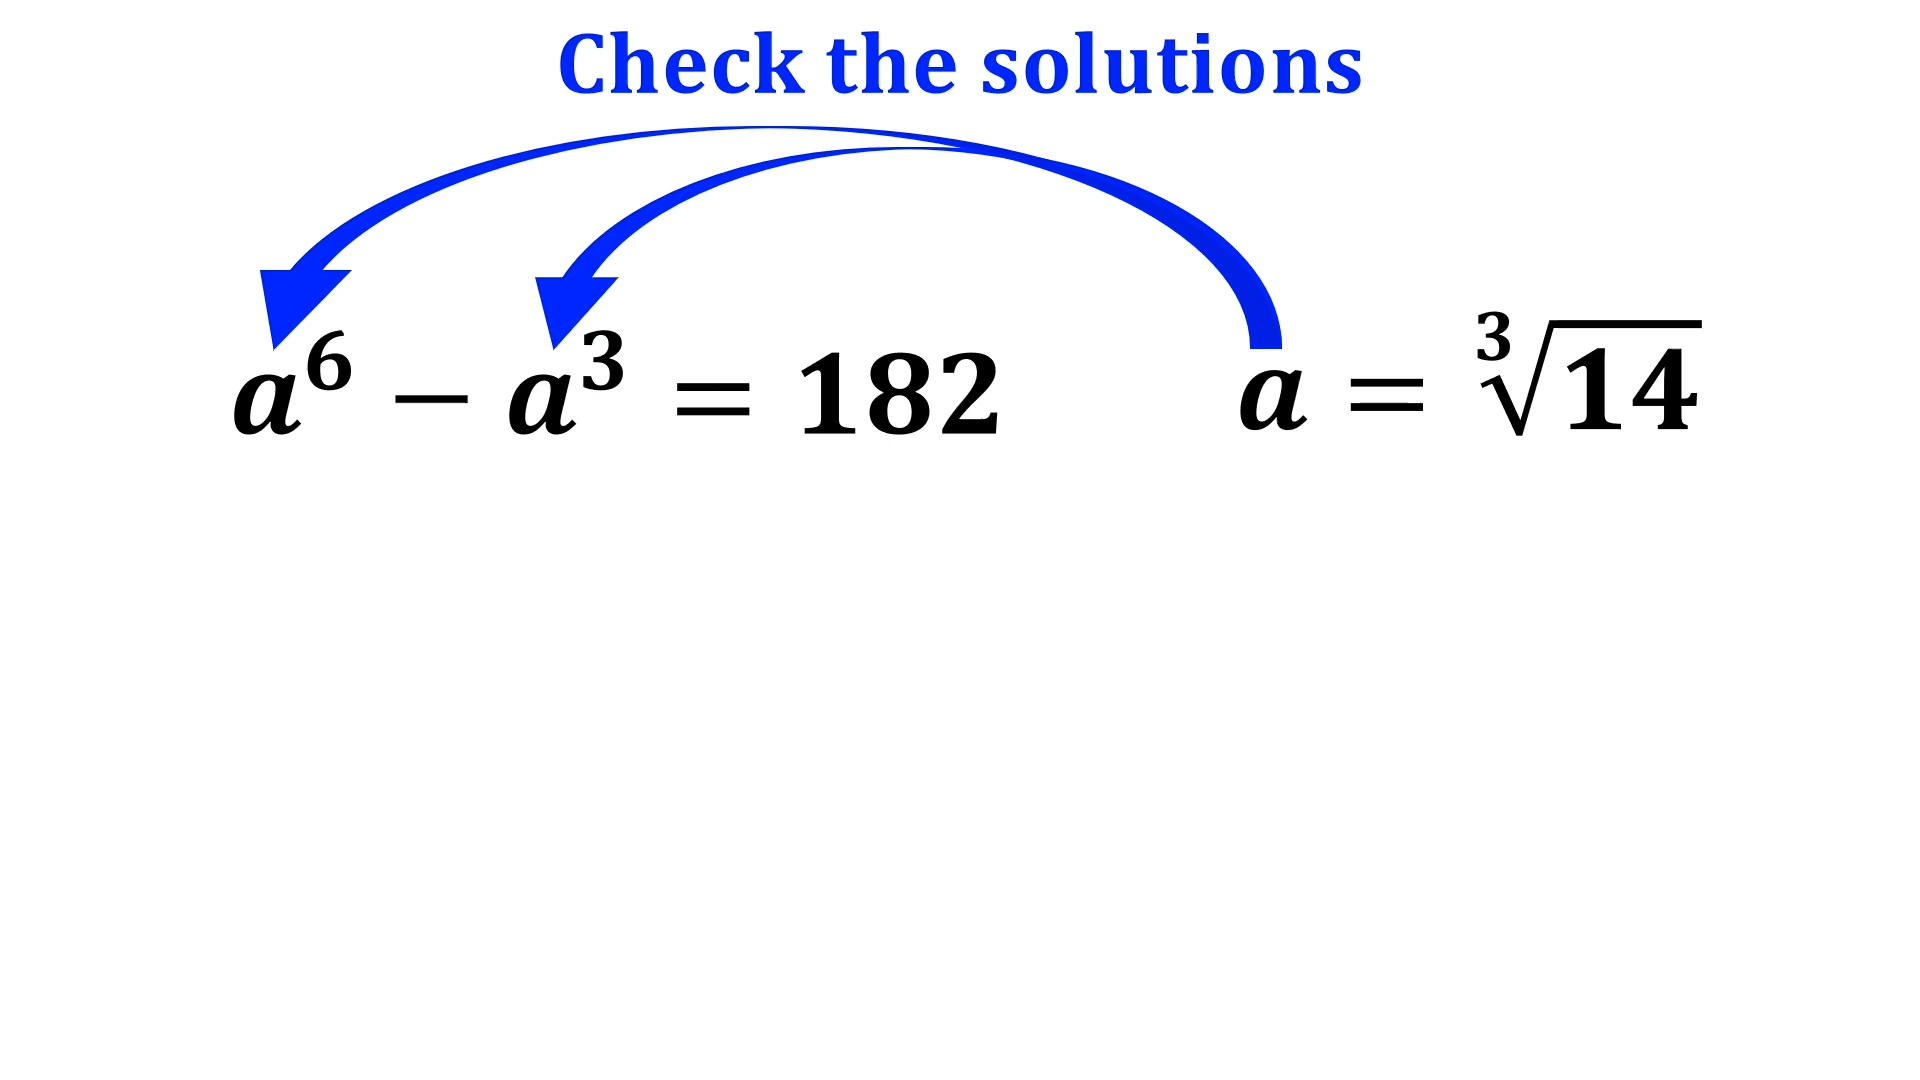 Check the solutions
a⁶ − a³ = 182
a = ∛14